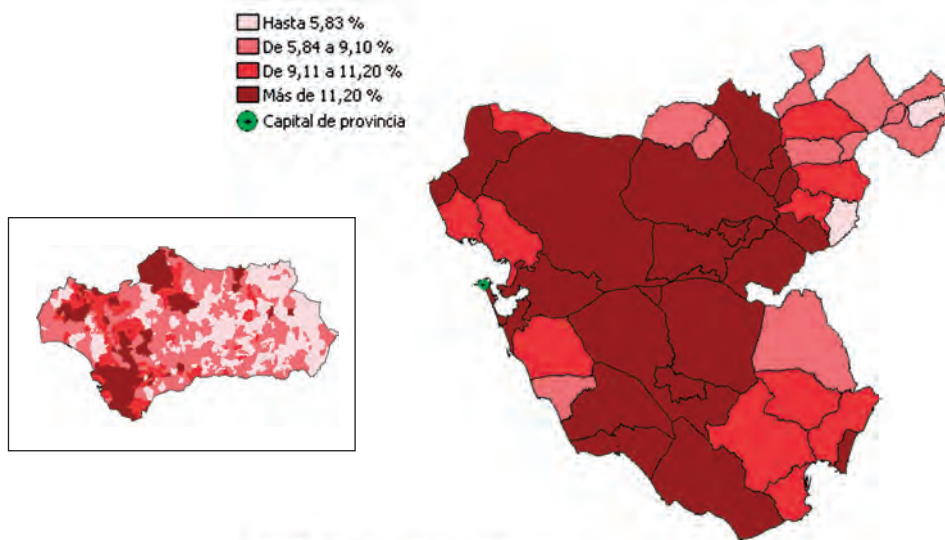 Hasta 5,83 %
De 5,84 a 9,10 %
De 9,11 a 11,20 %
Más de 11,20 %
Capital de provincia